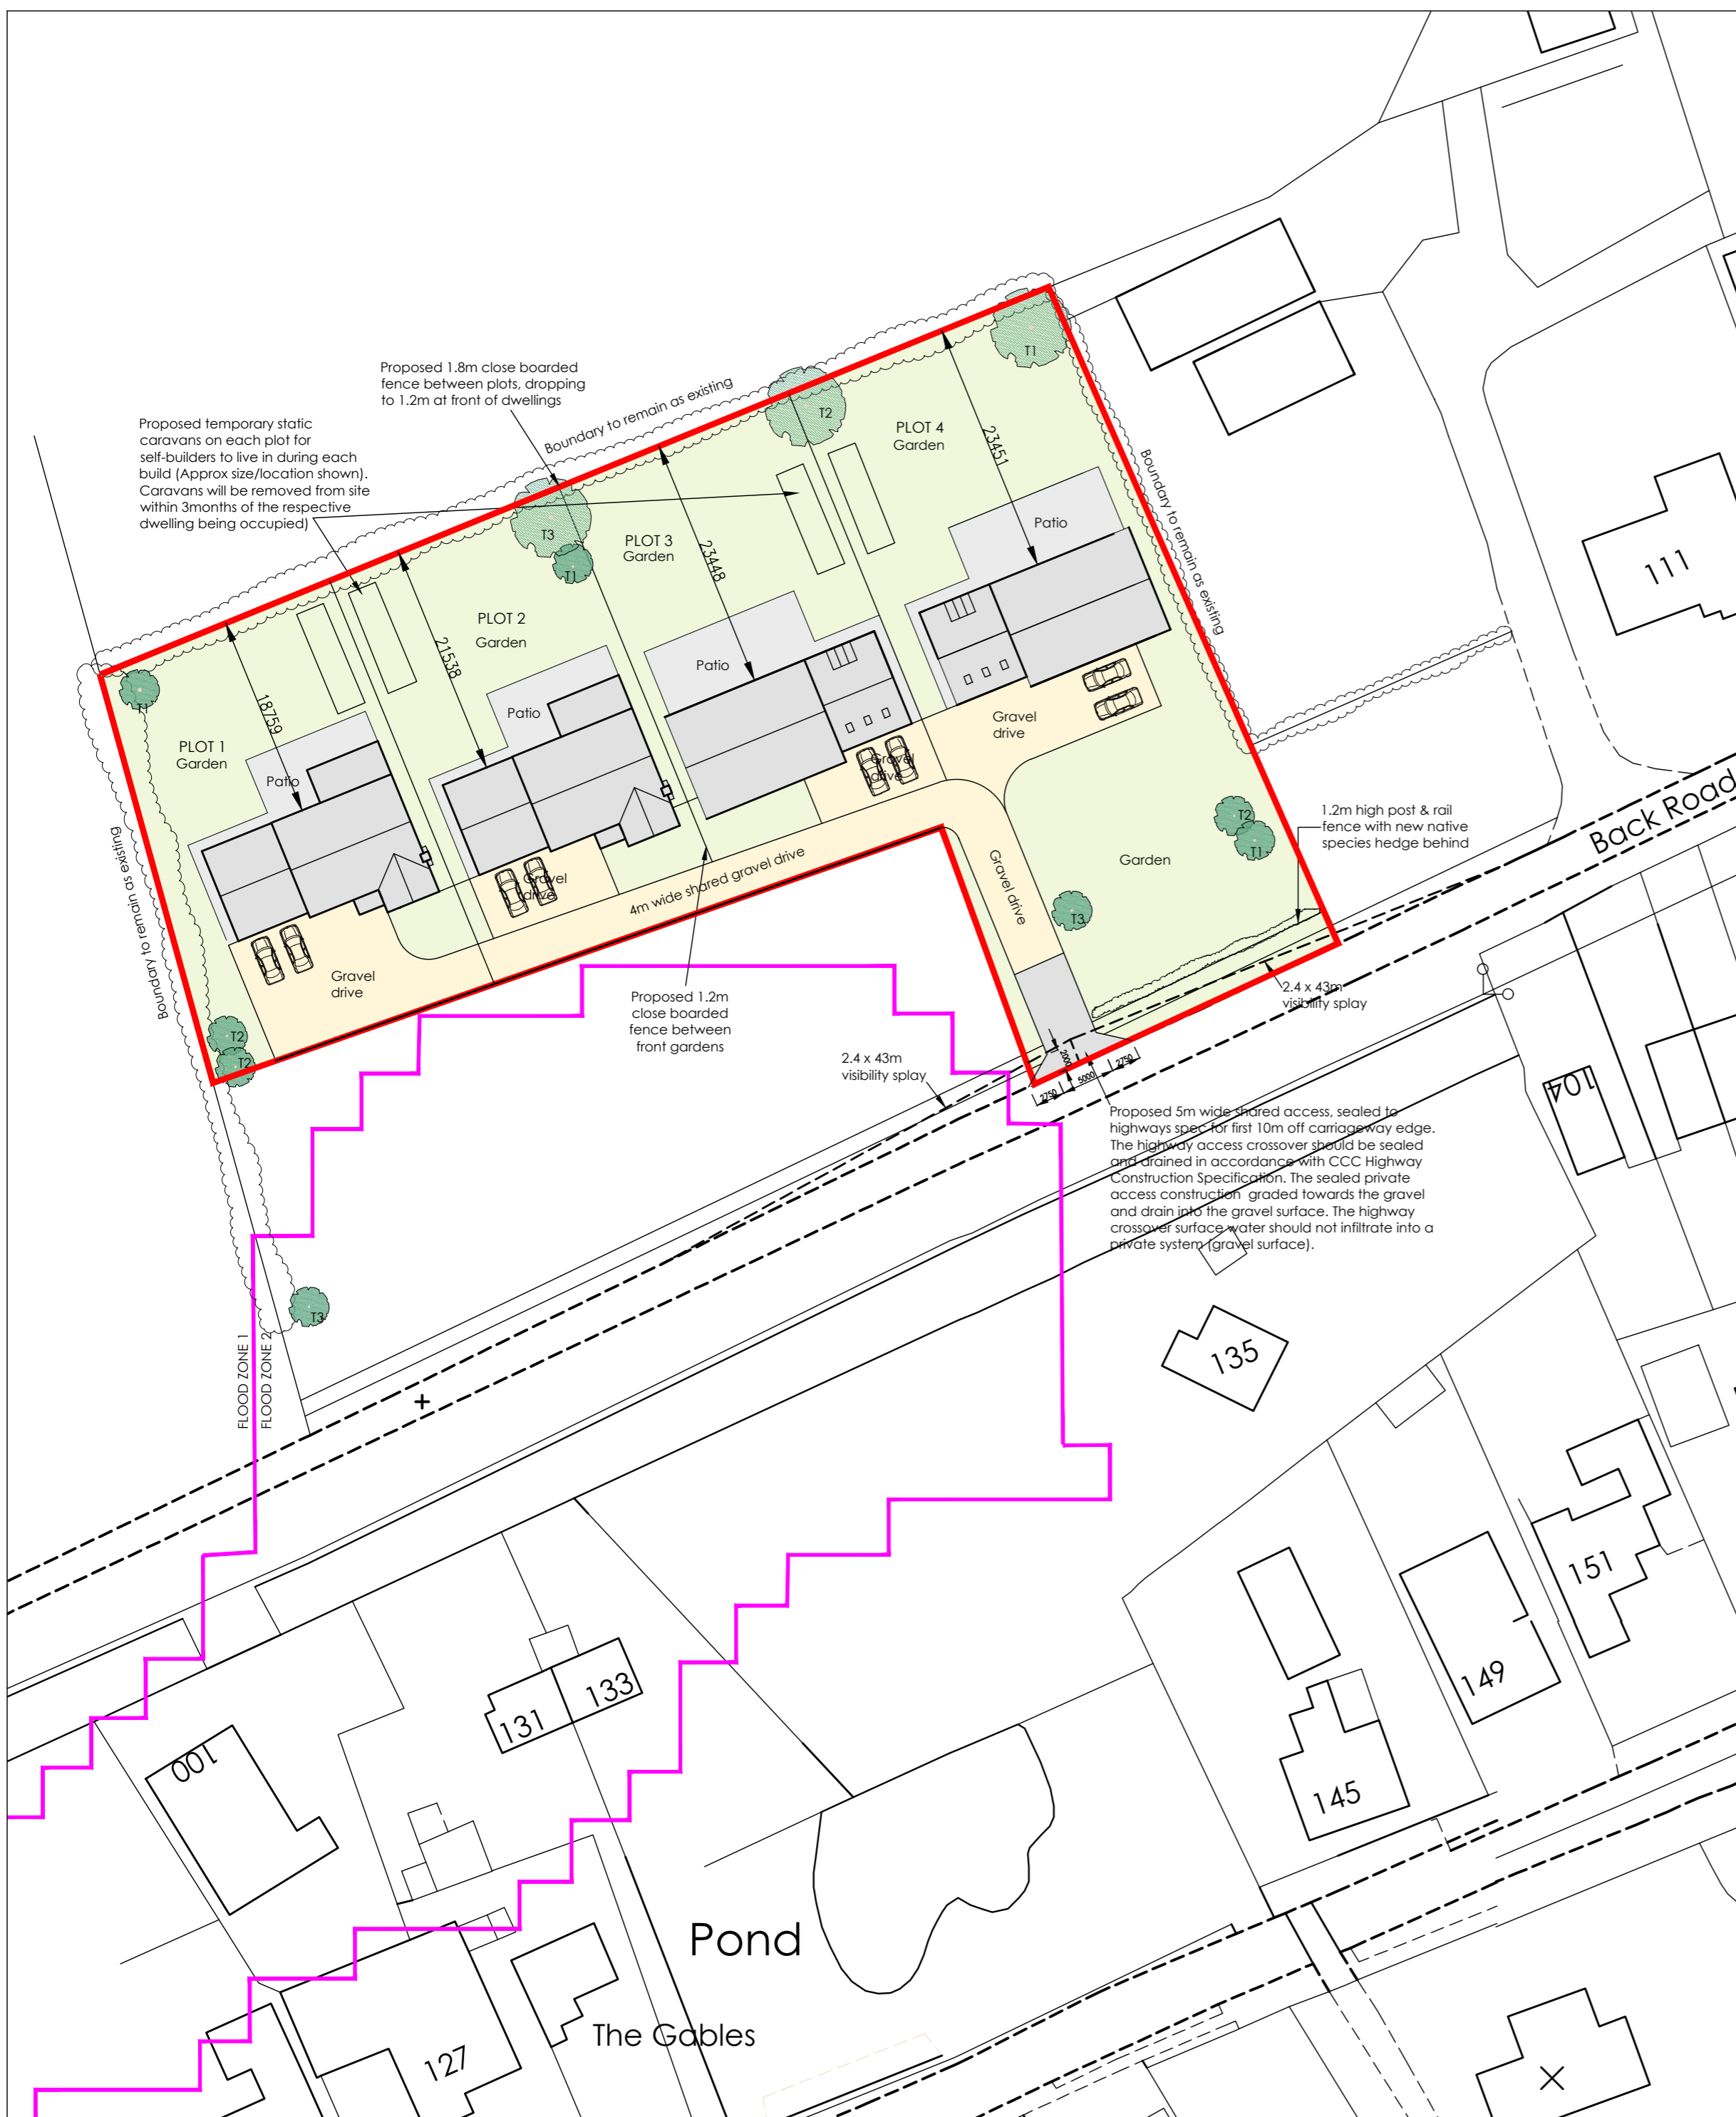 Proposed 1.8m close boarded
fence between plots, dropping
to 1.2m at front of dwellings
Proposed temporary static
caravans on each plot for
self-builders to live in during each
build (Approx size/location shown).
Caravans will be removed from site
within 3months of the respective
dwelling being occupied)
Boundary to remain as existing
T1
T2
PLOT 4
Garden
23451
Boundary to remain as existing
T3
T1
PLOT 3
Garden
23448
Patio
111
PLOT 2
Garden
21538
Patio
T1
PLOT 1
Garden
18759
Patio
Patio
Gravel
drive
Gravel
drive
Back Road
1.2m high post & rail
fence with new native
species hedge behind
T2
T1
Garden
Gravel drive
T3
4m wide shared gravel drive
Gravel
drive
Gravel
drive
Boundary to remain as existing
T2
T2
Proposed 1.2m
close boarded
fence between
front gardens
2.4 x 43m
visibility splay
2.4 x 43m
visibility splay
2000
2750
5000
2750
104
Proposed 5m wide shared access, sealed to
highways spec for first 10m off carriageway edge.
The highway access crossover should be sealed
and drained in accordance with CCC Highway
Construction Specification. The sealed private
access construction graded towards the gravel
and drain into the gravel surface. The highway
crossover surface water should not infiltrate into a
private system (gravel surface).
T3
FLOOD ZONE 1
FLOOD ZONE 2
135
151
149
145
131
133
100
Pond
The Gables
127